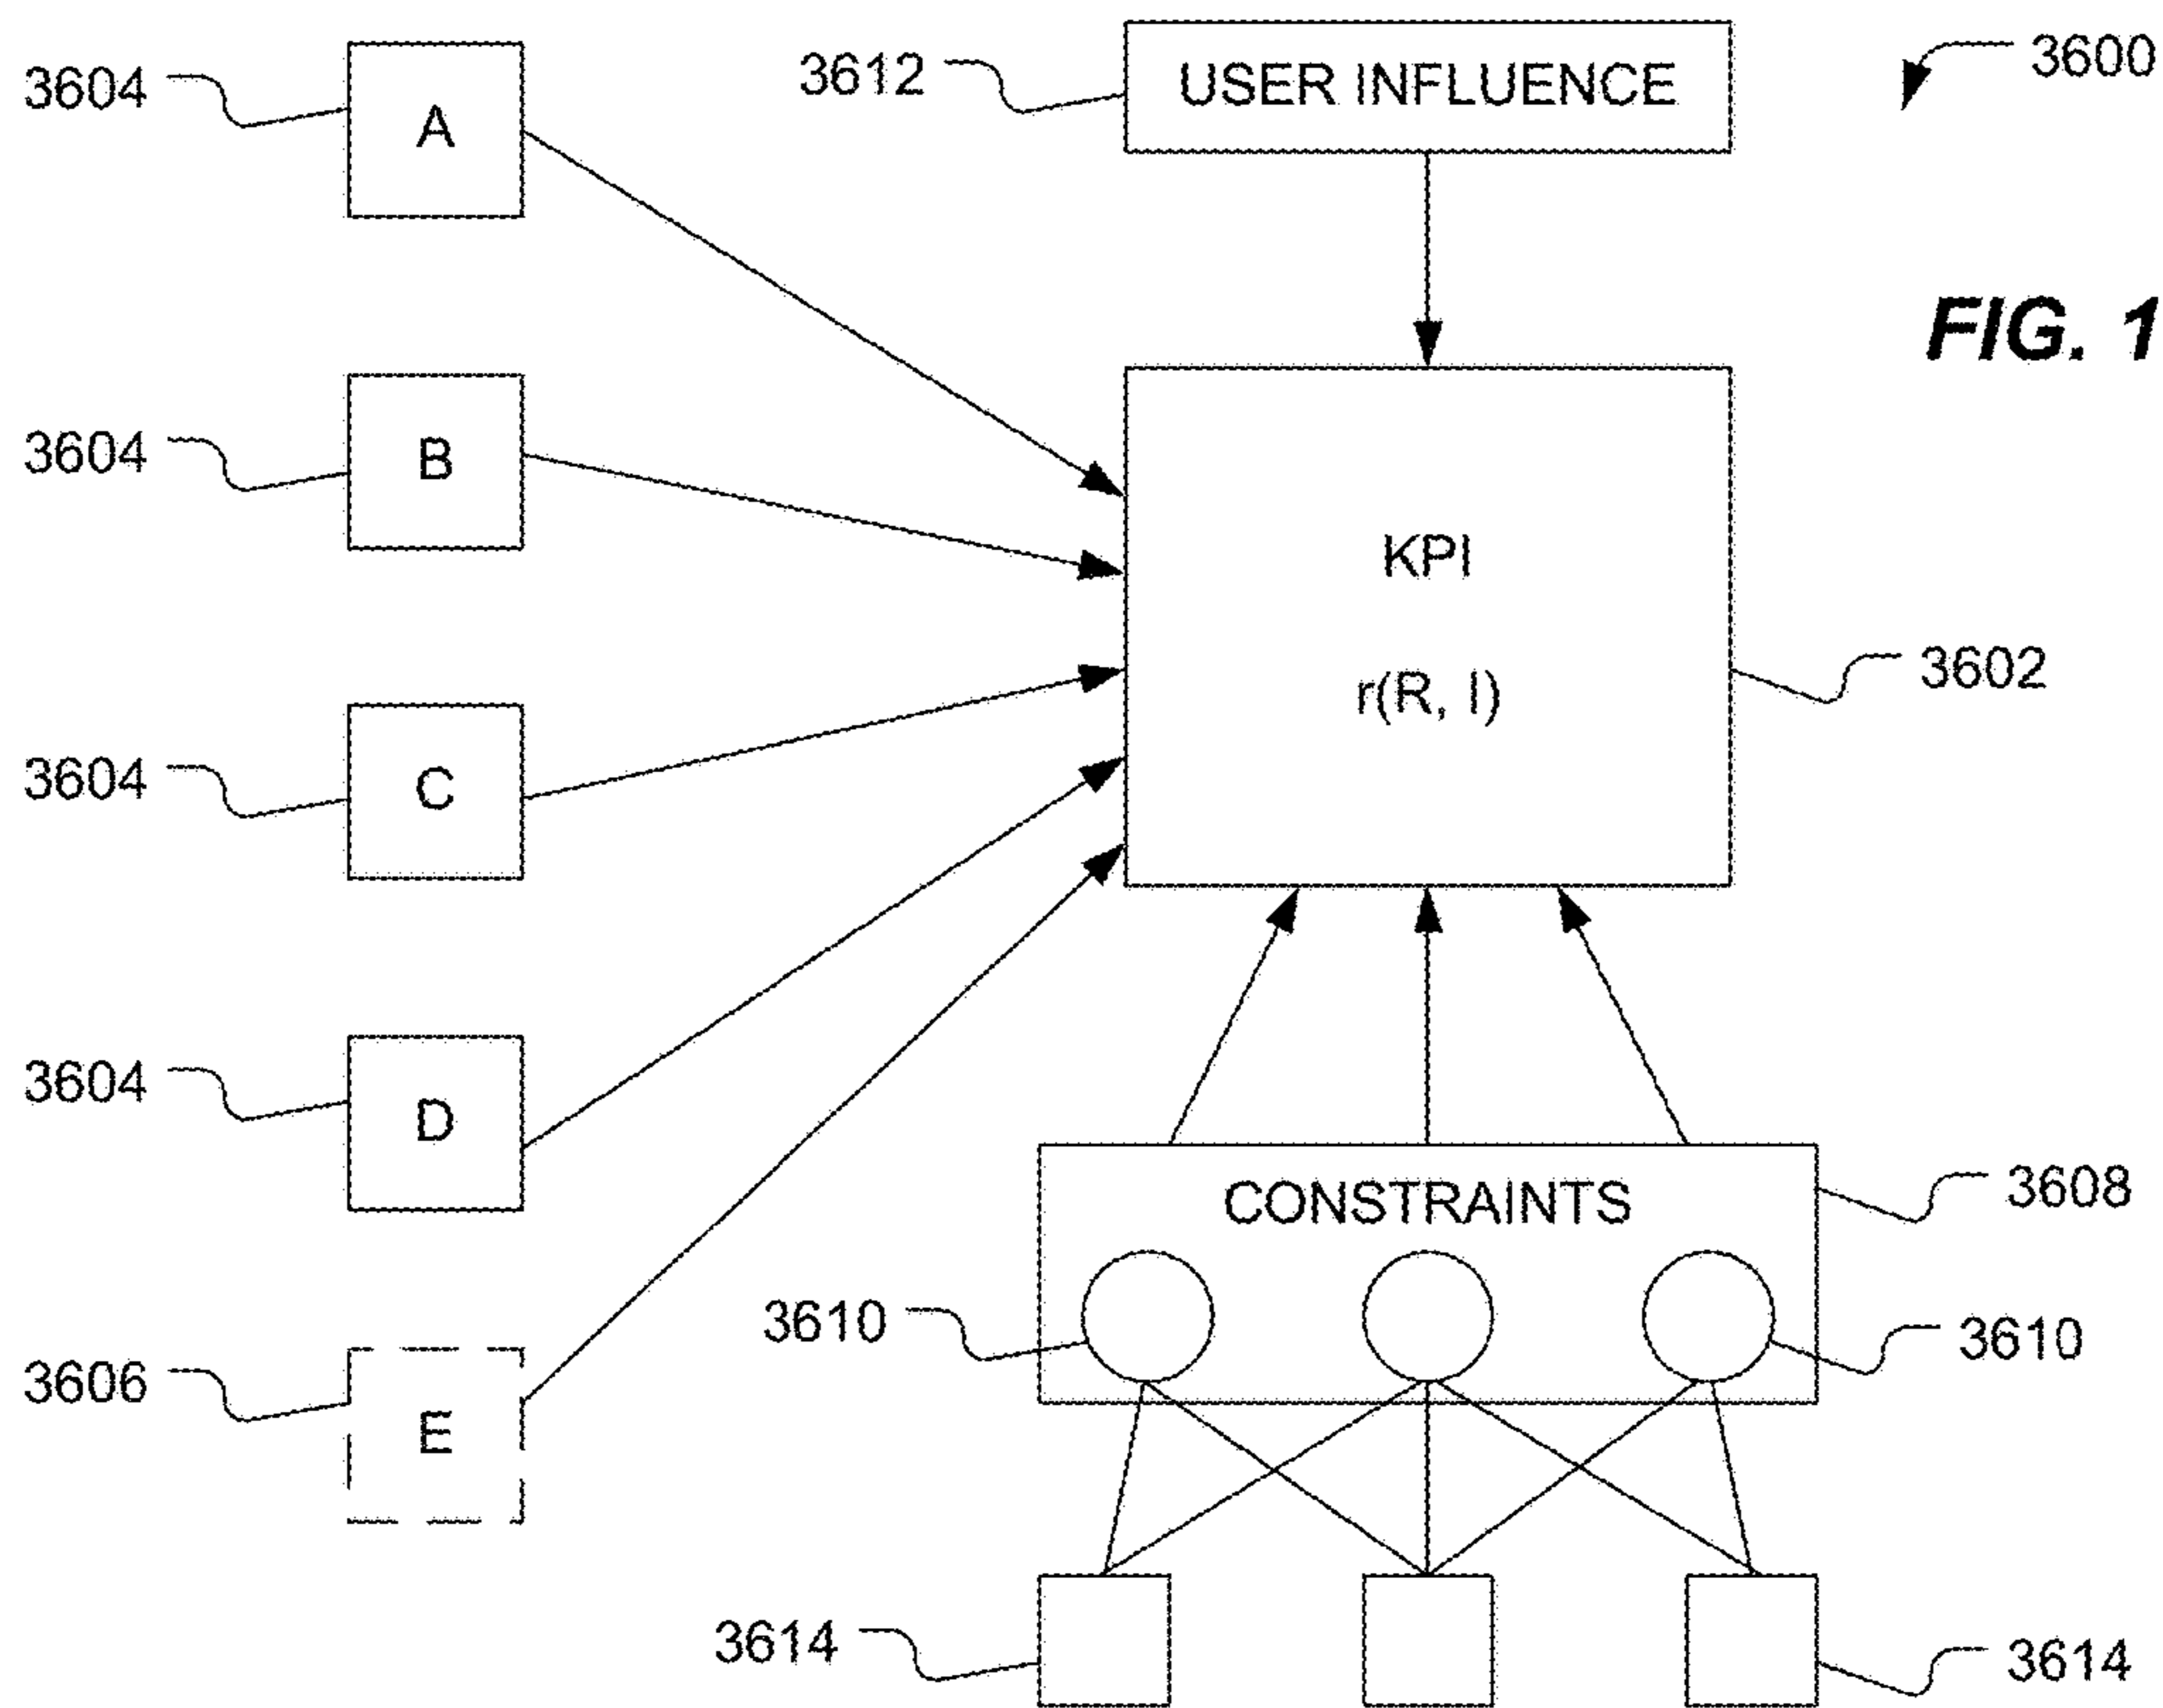 3604
A
3612
USER INFLUENCE
3600
FIG. 1
3604
B
KPI
r(R, I)
3602
3604
C
3604
D
CONSTRAINTS
3608
3610
3610
3606
E
3614
3614